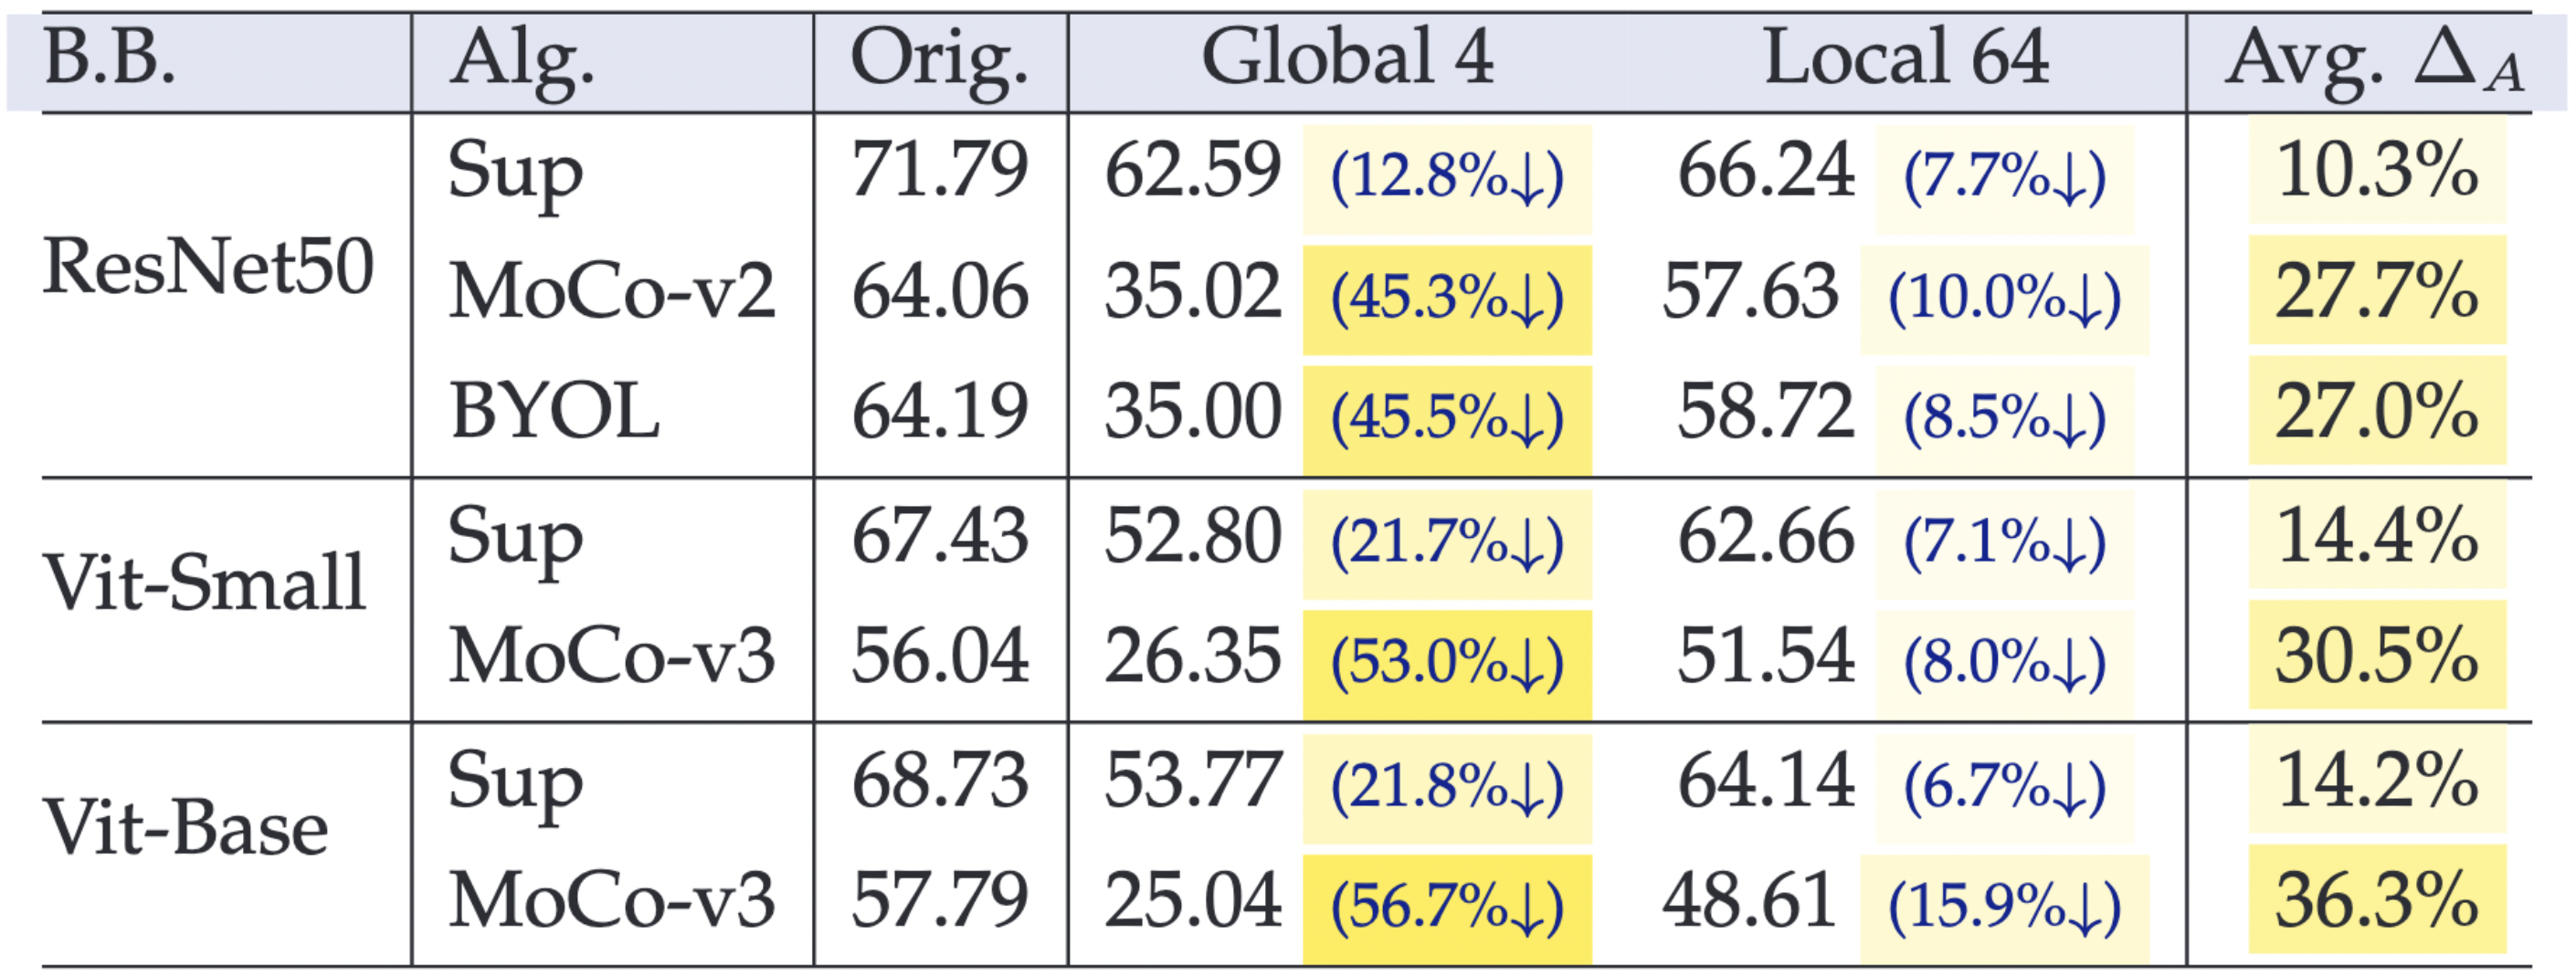 B.B. Alg. Orig. Global 4 Local 64 Avg. Δ_A
Sup 71.79 62.59 (12.8%↓) 66.24 (7.7%↓) 10.3%
ResNet50 MoCo-v2 64.06 35.02 (45.3%↓) 57.63 (10.0%↓) 27.7%
BYOL 64.19 35.00 (45.5%↓) 58.72 (8.5%↓) 27.0%
Vit-Small Sup 67.43 52.80 (21.7%↓) 62.66 (7.1%↓) 14.4%
MoCo-v3 56.04 26.35 (53.0%↓) 51.54 (8.0%↓) 30.5%
Vit-Base Sup 68.73 53.77 (21.8%↓) 64.14 (6.7%↓) 14.2%
MoCo-v3 57.79 25.04 (56.7%↓) 48.61 (15.9%↓) 36.3%